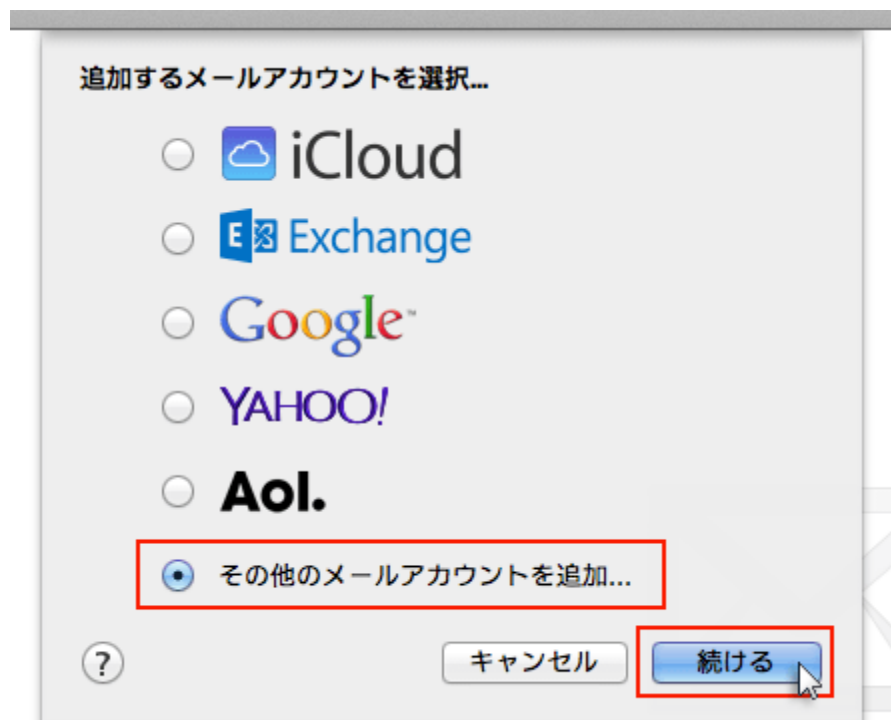 追加するメールアカウントを選択...
iCloud
E Exchange
Google™
YAHOO!
Aol.
その他のメールアカウントを追加...
? キャンセル 続ける